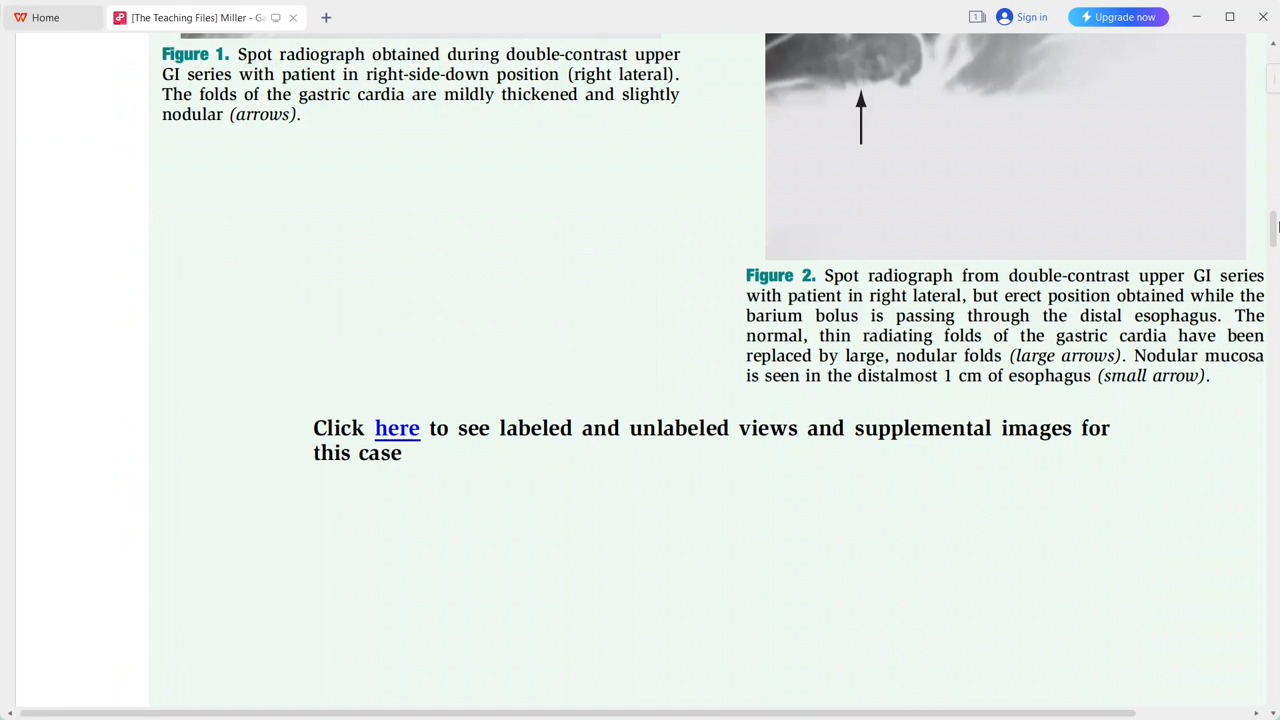 Home
[The Teaching Files] Miller - Ga
1
Sign in
Upgrade now
Figure 1. Spot radiograph obtained during double-contrast upper
GI series with patient in right-side-down position (right lateral).
The folds of the gastric cardia are mildly thickened and slightly
nodular (arrows).
Figure 2. Spot radiograph from double-contrast upper GI series
with patient in right lateral, but erect position obtained while the
barium bolus is passing through the distal esophagus. The
normal, thin radiating folds of the gastric cardia have been
replaced by large, nodular folds (large arrows). Nodular mucosa
is seen in the distalmost 1 cm of esophagus (small arrow).
Click here to see labeled and unlabeled views and supplemental images for
this case